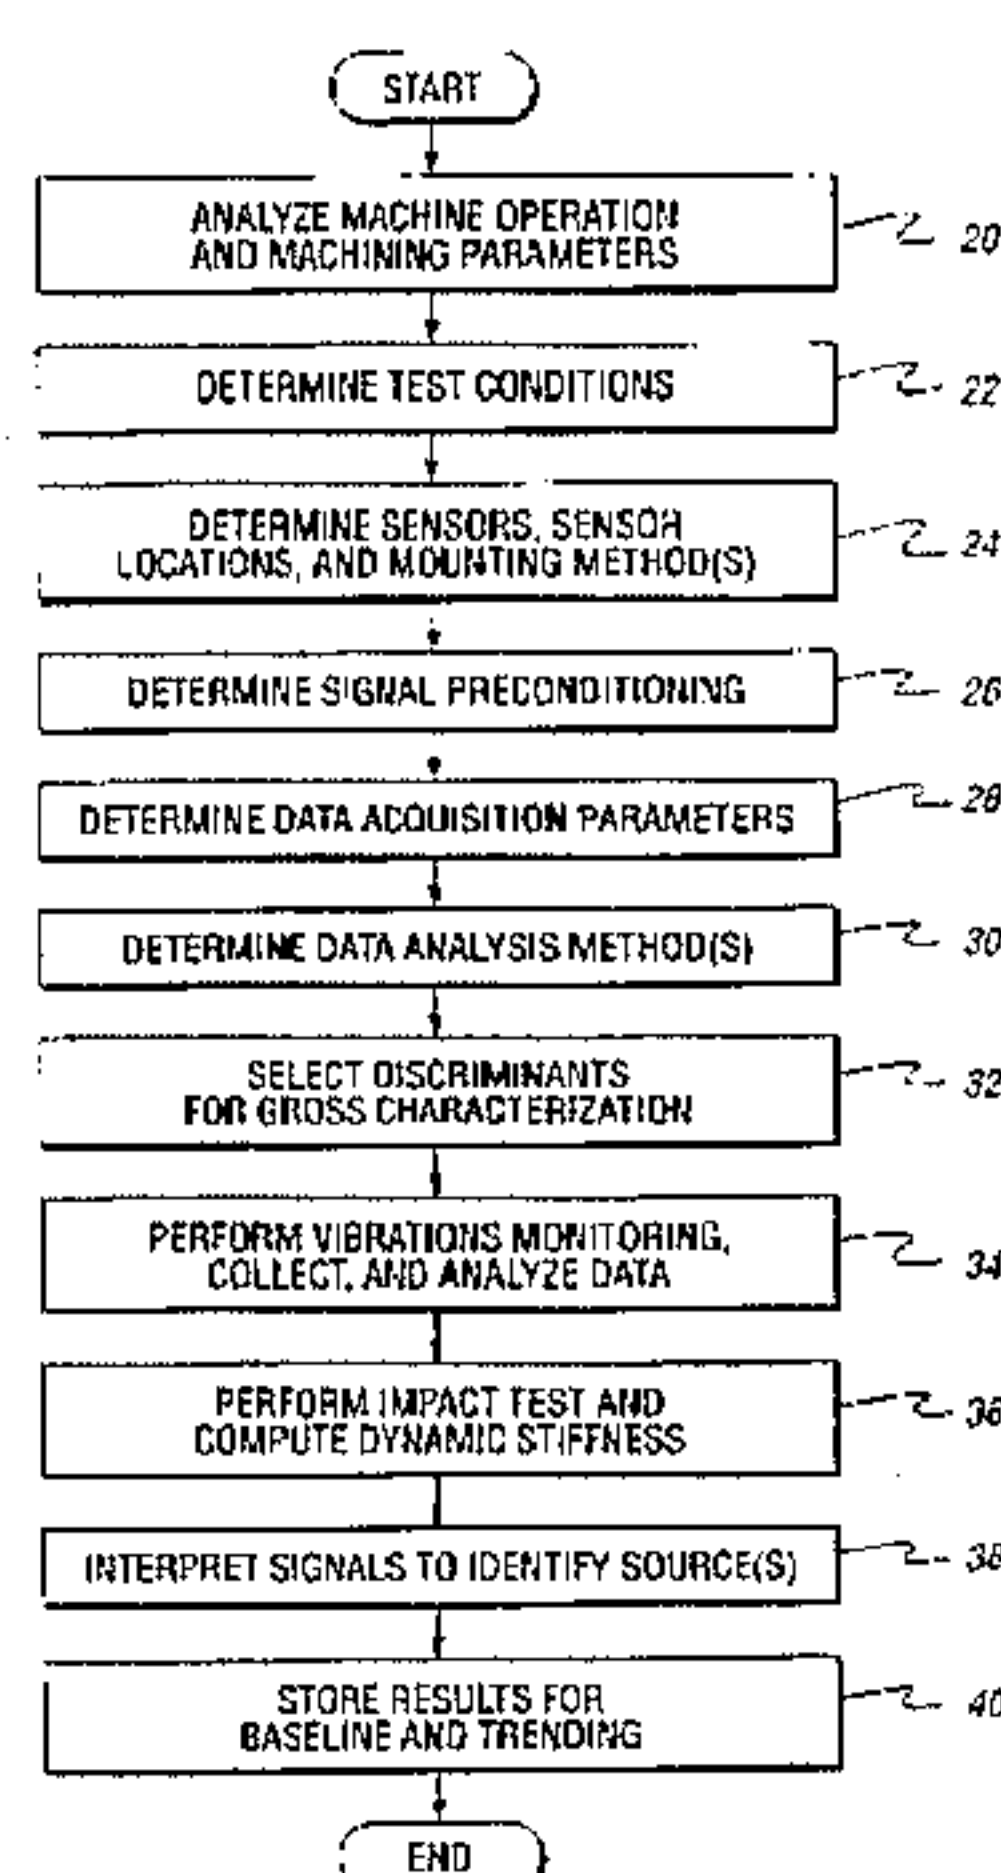 START
ANALYZE MACHINE OPERATION
AND MACHINING PARAMETERS
20
DETERMINE TEST CONDITIONS
22
DETERMINE SENSORS, SENSOR
LOCATIONS, AND MOUNTING METHOD(S)
24
DETERMINE SIGNAL PRECONDITIONING
26
DETERMINE DATA ACQUISITION PARAMETERS
28
DETERMINE DATA ANALYSIS METHOD(S)
30
SELECT DISCRIMINANTS
FOR GROSS CHARACTERIZATION
32
PERFORM VIBRATIONS MONITORING,
COLLECT, AND ANALYZE DATA
34
PERFORM IMPACT TEST AND
COMPUTE DYNAMIC STIFFNESS
36
INTERPRET SIGNALS TO IDENTIFY SOURCE(S)
38
STORE RESULTS FOR
BASELINE AND TRENDING
40
END